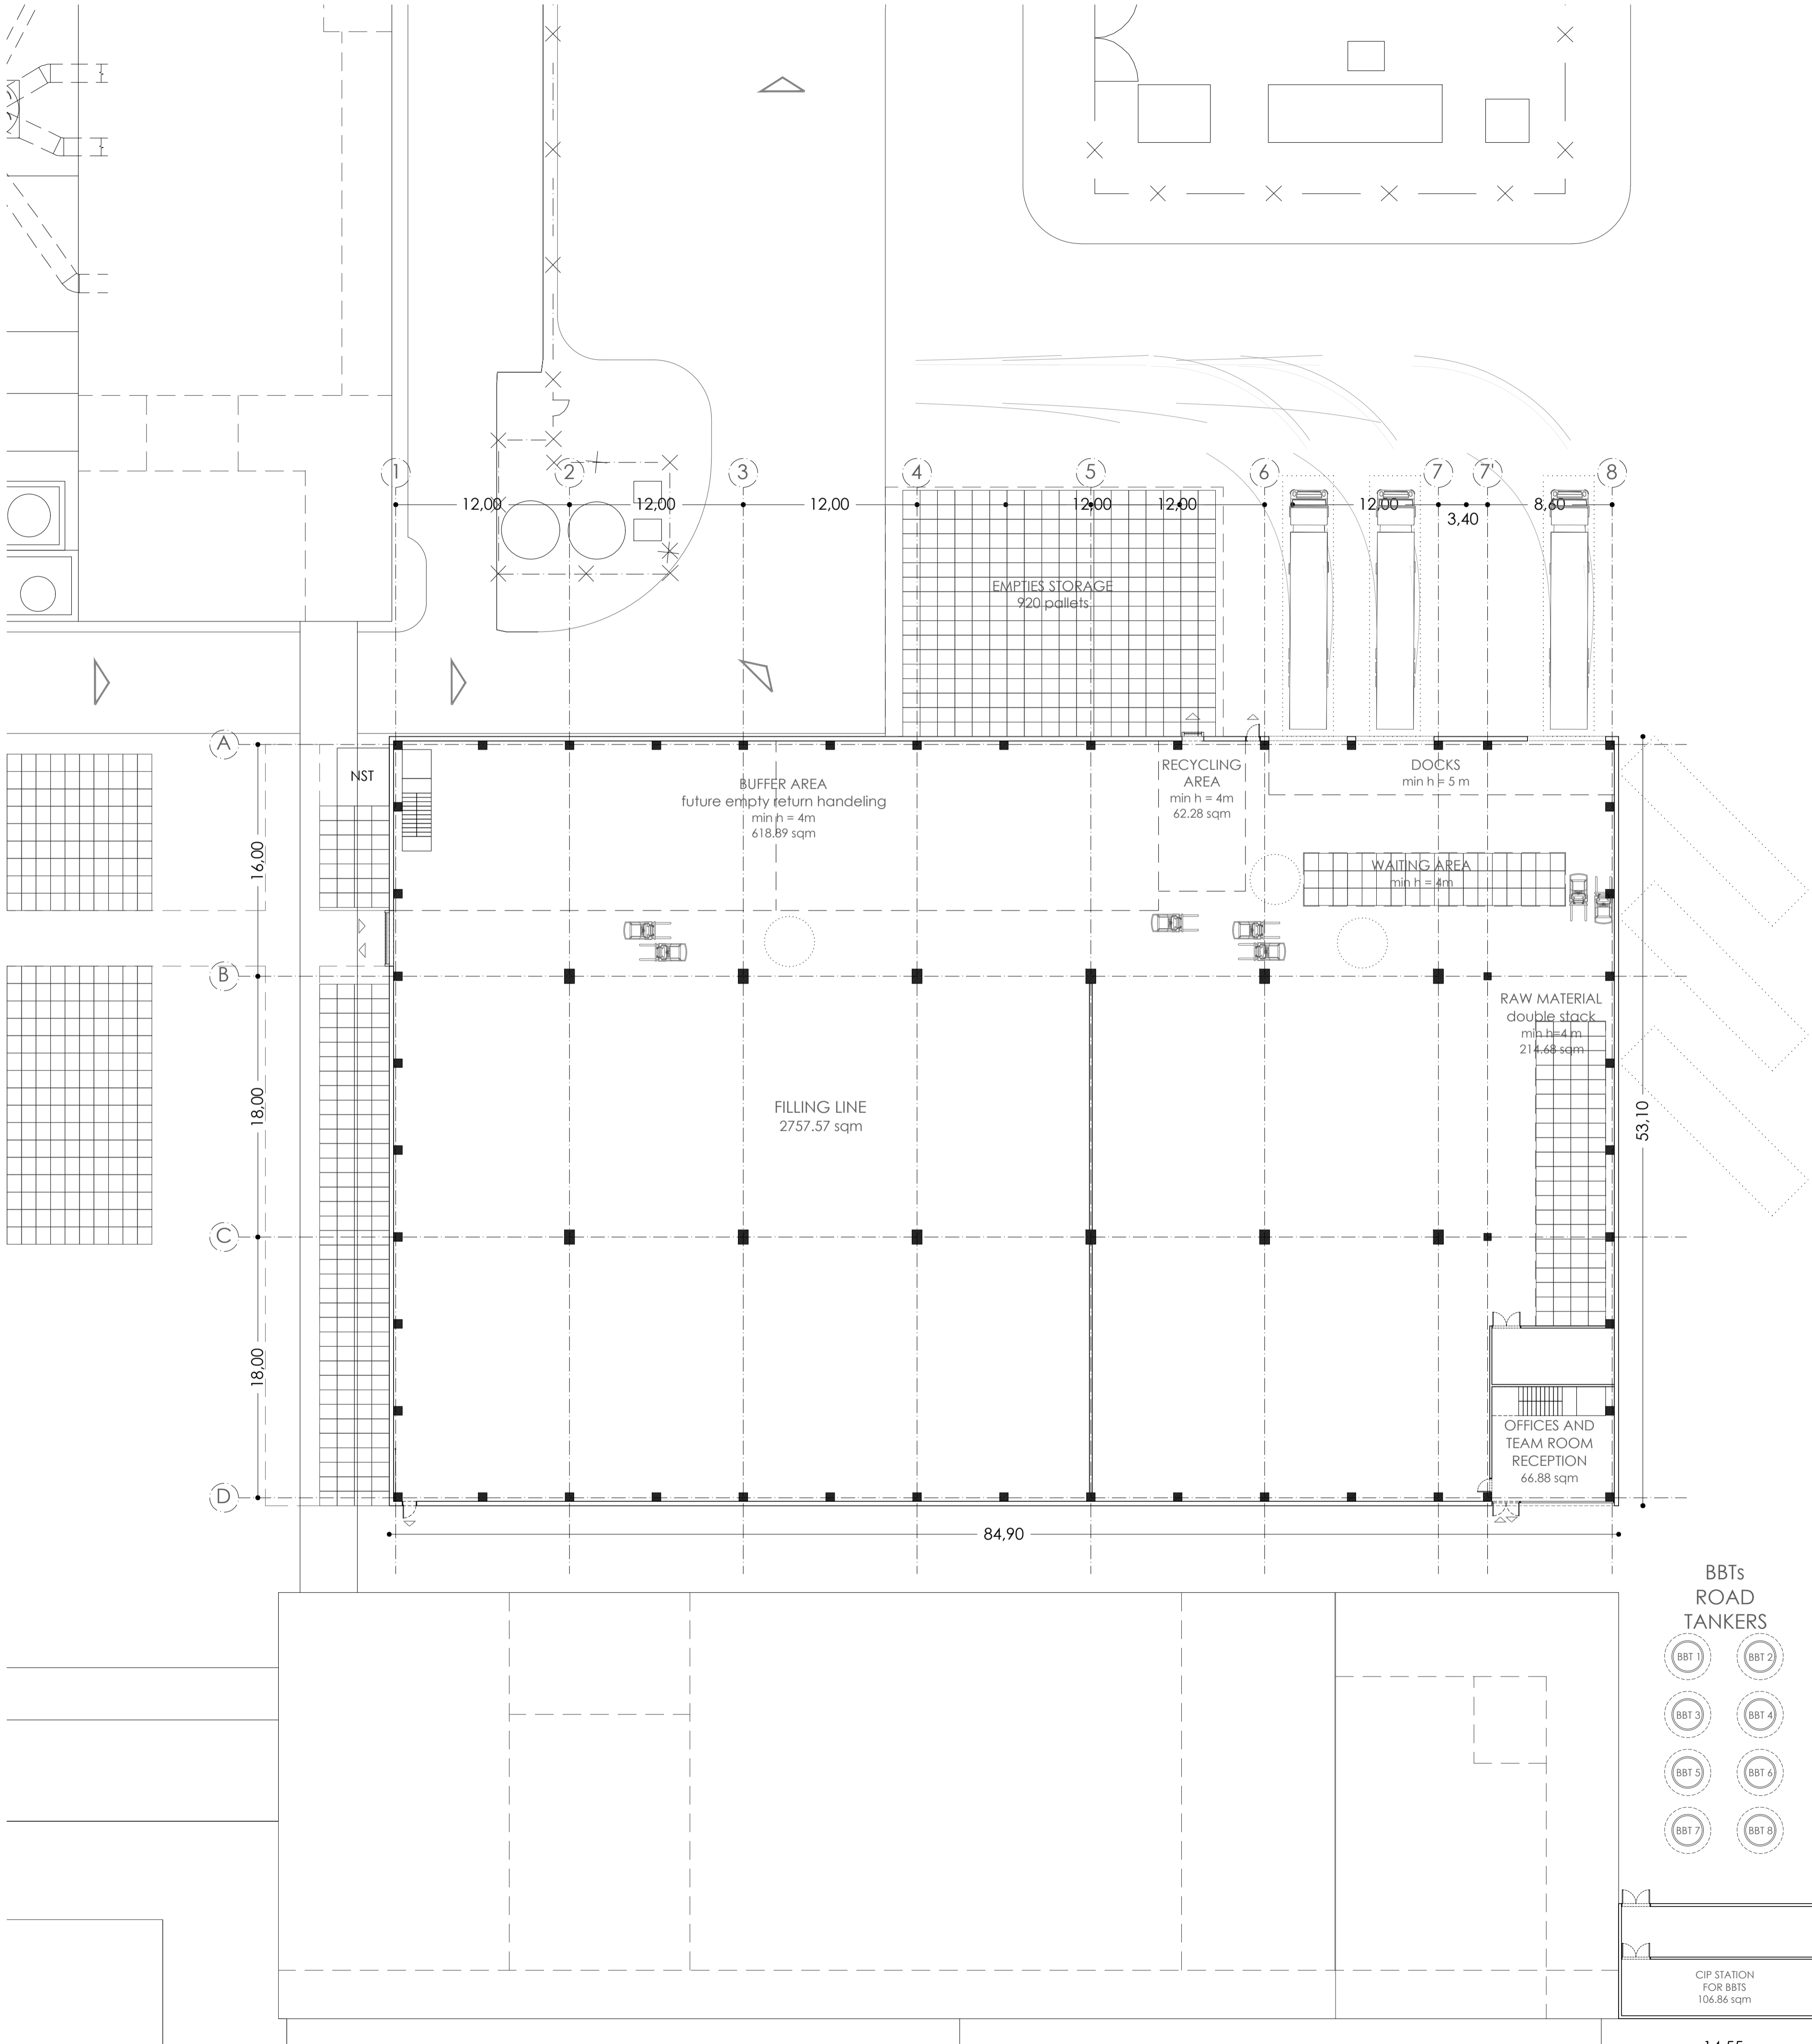 1
2
3
4
5
6
7
7'
8
12,00
12,00
12,00
12,00
12,00
12,00
3,40
8,60
EMPTIES STORAGE
920 pallets
A
NST
BUFFER AREA
future empty return handeling
min h = 4m
618.89 sqm
RECYCLING
AREA
min h = 4m
62.28 sqm
DOCKS
min h = 5 m
16,00
WAITING AREA
min h = 4m
B
RAW MATERIAL
double stack
min h=4 m
214.68 sqm
18,00
FILLING LINE
2757.57 sqm
53,10
C
18,00
OFFICES AND
TEAM ROOM
RECEPTION
66.88 sqm
D
84,90
BBTs
ROAD
TANKERS
BBT 1
BBT 2
BBT 3
BBT 4
BBT 5
BBT 6
BBT 7
BBT 8
CIP STATION
FOR BBTS
106.86 sqm